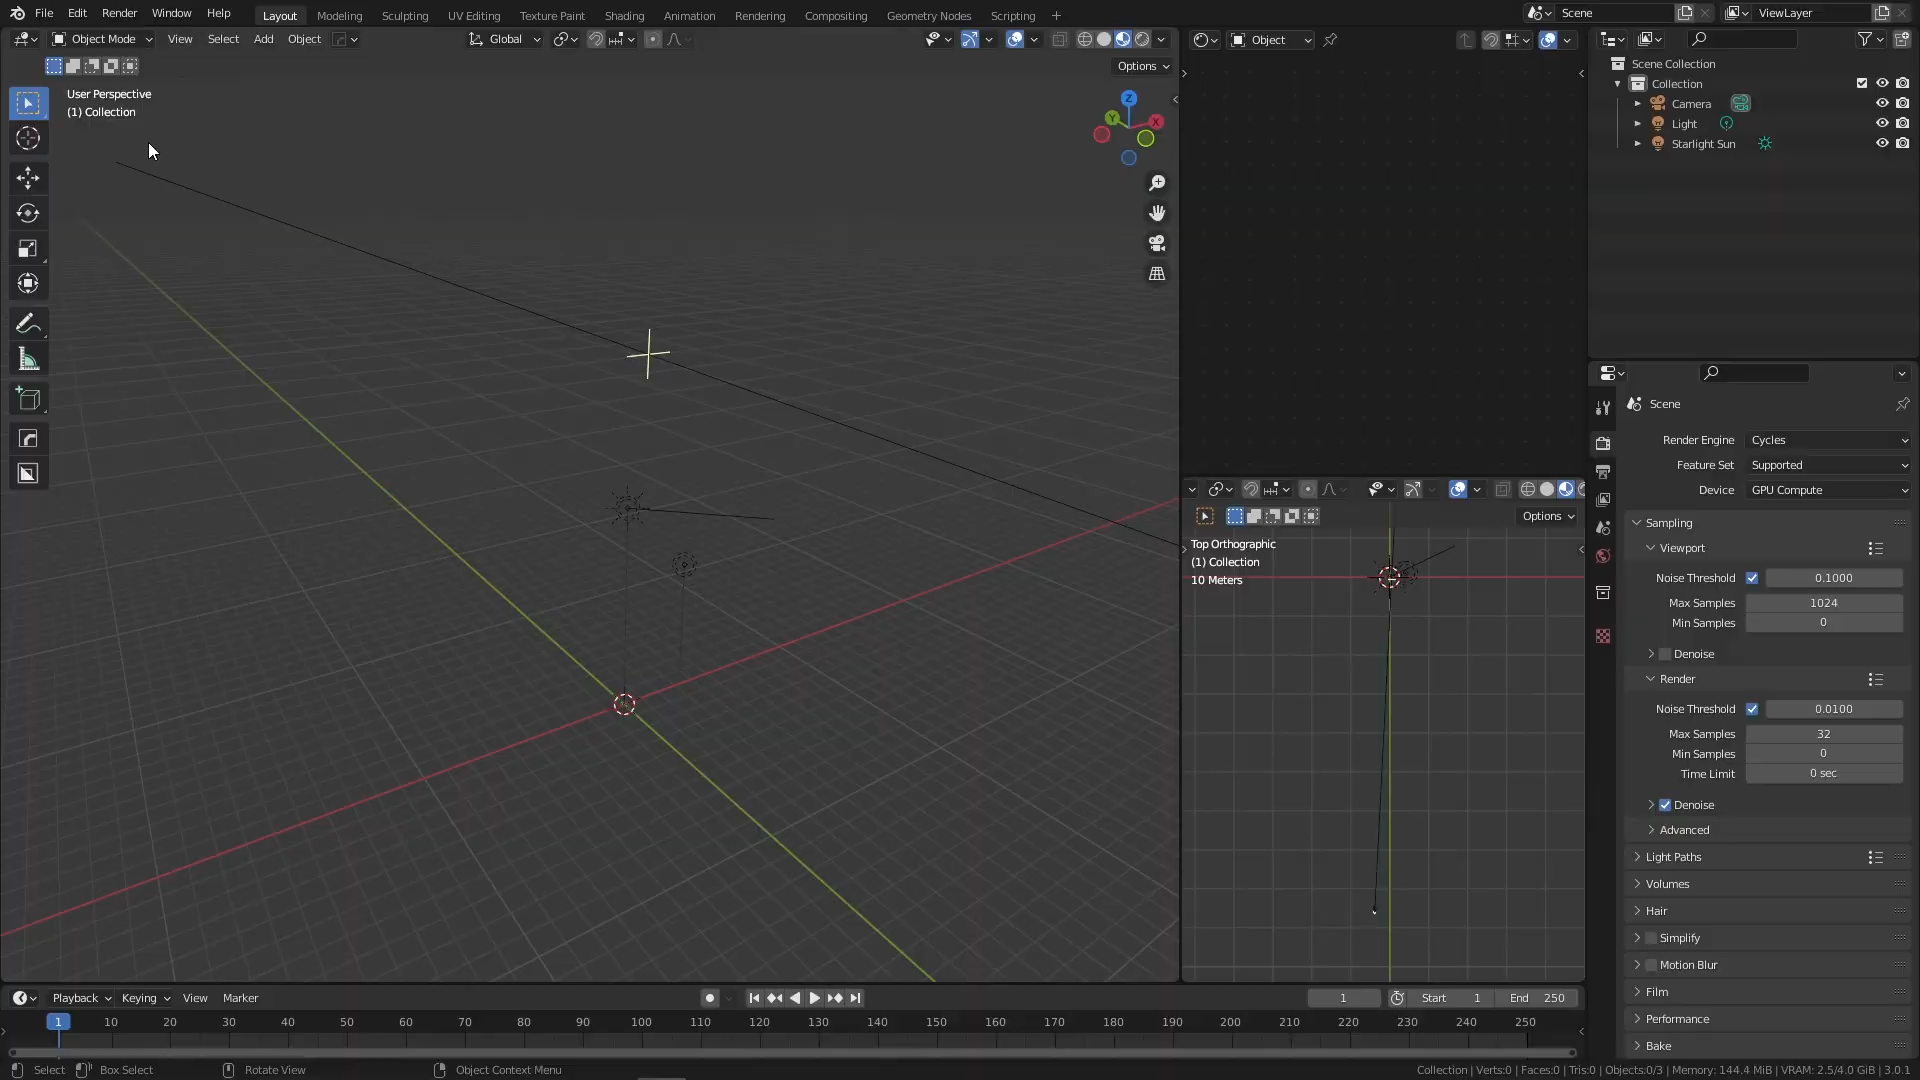 File Edit Render Window Help
Layout Modeling Sculpting UV Editing Texture Paint Shading Animation Rendering Compositing Geometry Nodes Scripting
Scene ViewLayer
Object Mode View Select Add Object Global
Object
Options
User Perspective
(1) Collection
Z
Y
X
Options
Top Orthographic
(1) Collection
10 Meters
Scene Collection
Collection
Camera
Light
Starlight Sun
Scene
Render Engine Cycles
Feature Set Supported
Device GPU Compute
Sampling
Viewport
Noise Threshold 0.1000
Max Samples 1024
Min Samples 0
Denoise
Render
Noise Threshold 0.0100
Max Samples 32
Min Samples 0
Time Limit 0 sec
Denoise
Advanced
Light Paths
Volumes
Hair
Simplify
Motion Blur
Film
Performance
Bake
Playback Keying View Marker
1 Start 1 End 250
1 10 20 30 40 50 60 70 80 90 100 110 120 130 140 150 160 170 180 190 200 210 220 230 240 250
Select Box Select Rotate View Object Context Menu
Collection | Verts:0 | Faces:0 | Tris:0 | Objects:0/3 | Memory: 144.4 MiB | VRAM: 2.5/4.0 GiB | 3.0.1